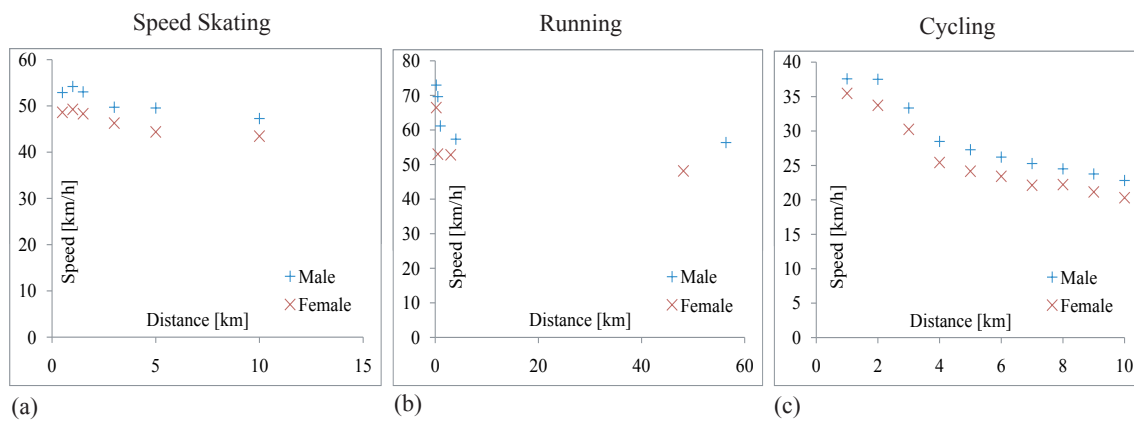 Speed Skating
60
50
40
30
20
10
0
0 5 10 15
Speed [km/h]
Distance [km]
Male
Female
(a)
Running
80
70
60
50
40
30
20
10
0
0 20 40 60
Speed [km/h]
Distance [km]
Male
Female
(b)
Cycling
40
35
30
25
20
15
10
5
0
0 2 4 6 8 10
Speed [km/h]
Distance [km]
Male
Female
(c)